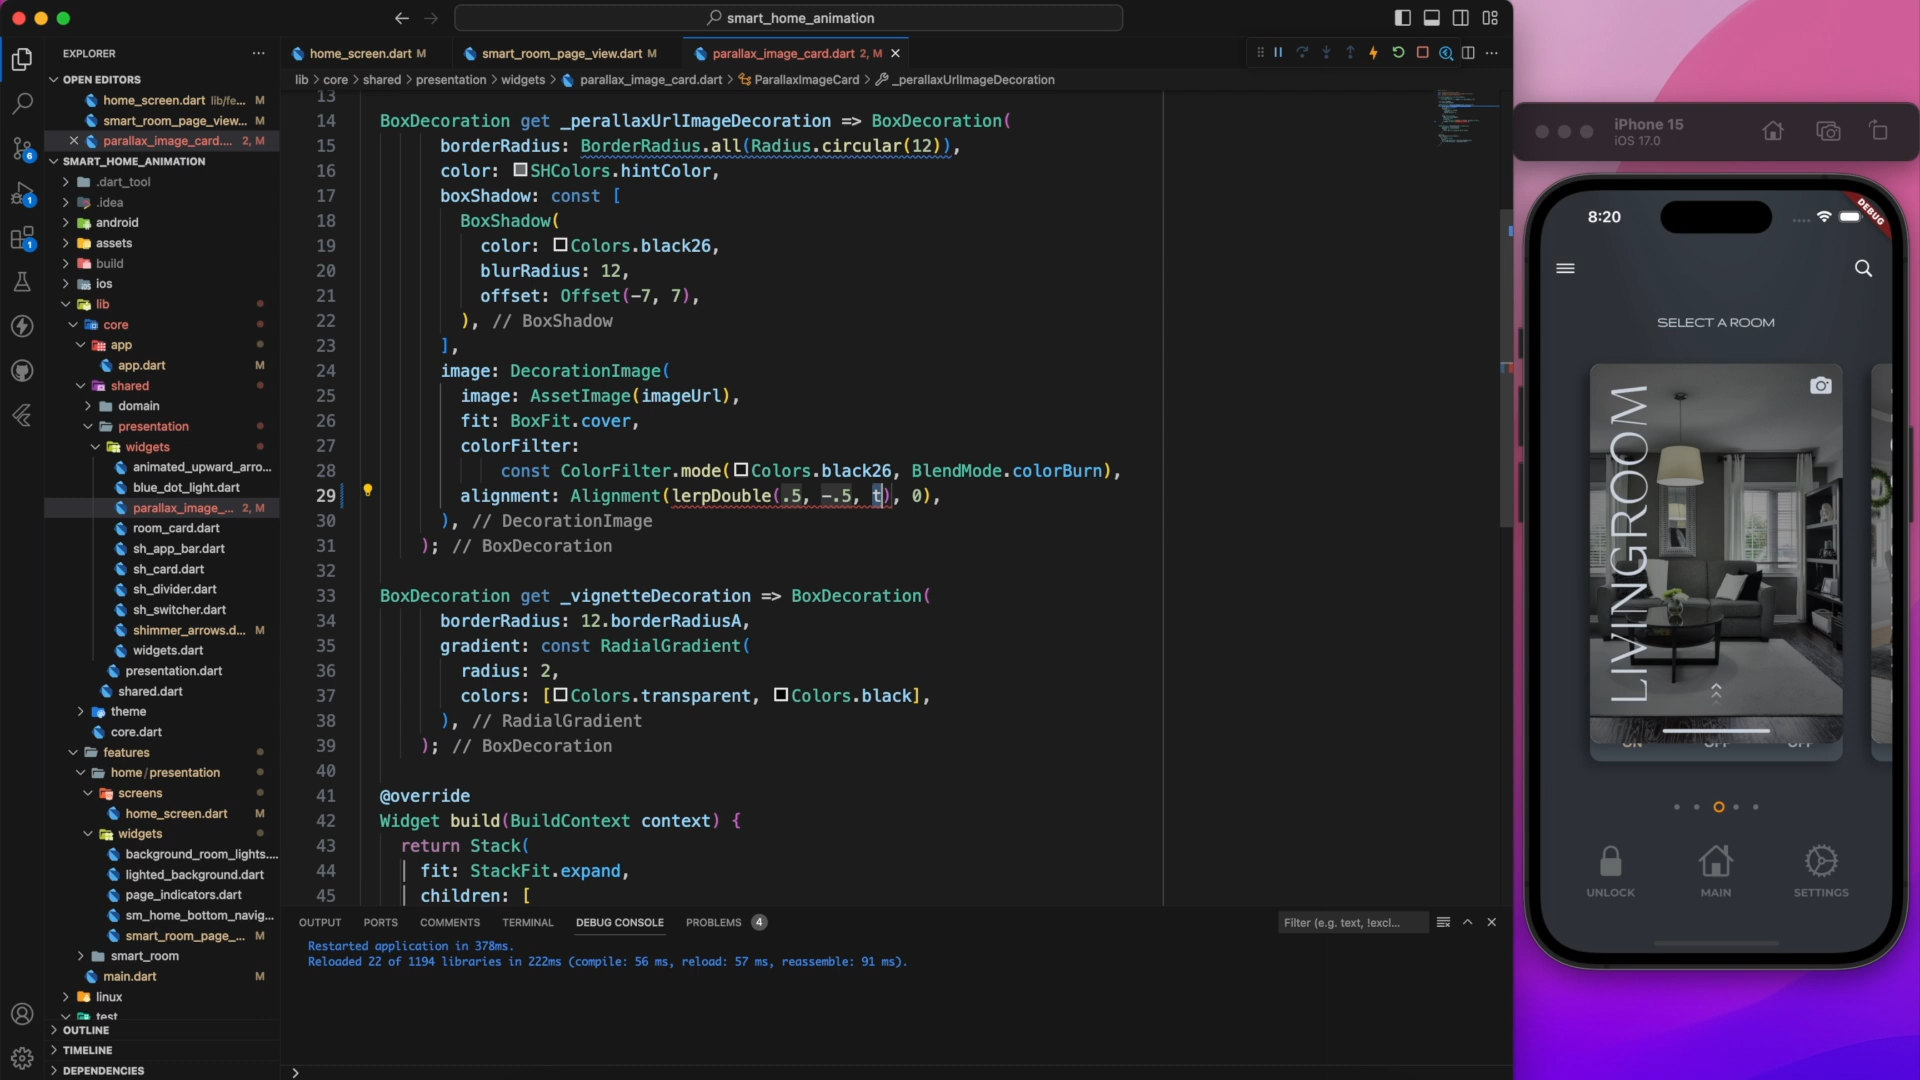 smart_home_animation
EXPLORER
OPEN EDITORS
home_screen.dart lib/fe... M
smart_room_page_view... M
parallax_image_card.... 2, M
SMART_HOME_ANIMATION
.dart_tool
.idea
android
assets
build
ios
lib
core
app
app.dart M
shared
domain
presentation
widgets
animated_upward_arro...
blue_dot_light.dart
parallax_image_... 2, M
room_card.dart
sh_app_bar.dart
sh_card.dart
sh_divider.dart
sh_switcher.dart
shimmer_arrows.d... M
widgets.dart
presentation.dart
shared.dart
theme
core.dart
features
home/presentation
screens
home_screen.dart M
widgets
background_room_lights....
lighted_background.dart
page_indicators.dart
sm_home_bottom_navig...
smart_room_page_... M
smart_room
main.dart M
linux
test
OUTLINE
TIMELINE
DEPENDENCIES
6
1
1
home_screen.dart M
smart_room_page_view.dart M
parallax_image_card.dart 2, M
lib > core > shared > presentation > widgets > parallax_image_card.dart > ParallaxImageCard > _perallaxUrlImageDecoration
13
14 BoxDecoration get _perallaxUrlImageDecoration => BoxDecoration(
15 borderRadius: BorderRadius.all(Radius.circular(12)),
16 color: SHColors.hintColor,
17 boxShadow: const [
18 BoxShadow(
19 color: Colors.black26,
20 blurRadius: 12,
21 offset: Offset(-7, 7),
22 ), // BoxShadow
23 ],
24 image: DecorationImage(
25 image: AssetImage(imageUrl),
26 fit: BoxFit.cover,
27 colorFilter:
28 const ColorFilter.mode(Colors.black26, BlendMode.colorBurn),
29 alignment: Alignment(lerpDouble(.5, -.5, t), 0),
30 ), // DecorationImage
31 ); // BoxDecoration
32
33 BoxDecoration get _vignetteDecoration => BoxDecoration(
34 borderRadius: 12.borderRadiusA,
35 gradient: const RadialGradient(
36 radius: 2,
37 colors: [Colors.transparent, Colors.black],
38 ), // RadialGradient
39 ); // BoxDecoration
40
41 @override
42 Widget build(BuildContext context) {
43 return Stack(
44 fit: StackFit.expand,
45 children: [
OUTPUT PORTS COMMENTS TERMINAL DEBUG CONSOLE PROBLEMS 4
Filter (e.g. text, !excl...
Restarted application in 378ms.
Reloaded 22 of 1194 libraries in 222ms (compile: 56 ms, reload: 57 ms, reassemble: 91 ms).
iPhone 15
iOS 17.0
8:20
DEBUG
SELECT A ROOM
LIVINGROOM
ON OFF OFF
UNLOCK MAIN SETTINGS